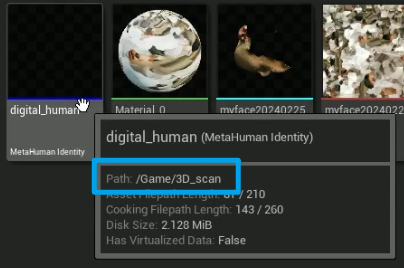 digital_human
Material_0
myface20240225
myface2024022
MetaHuman Identity
digital_human (MetaHuman Identity)
Path: /Game/3D_scan
Asset Filepath Length: 87 / 210
Cooking Filepath Length: 143 / 260
Disk Size: 2.128 MiB
Has Virtualized Data: False